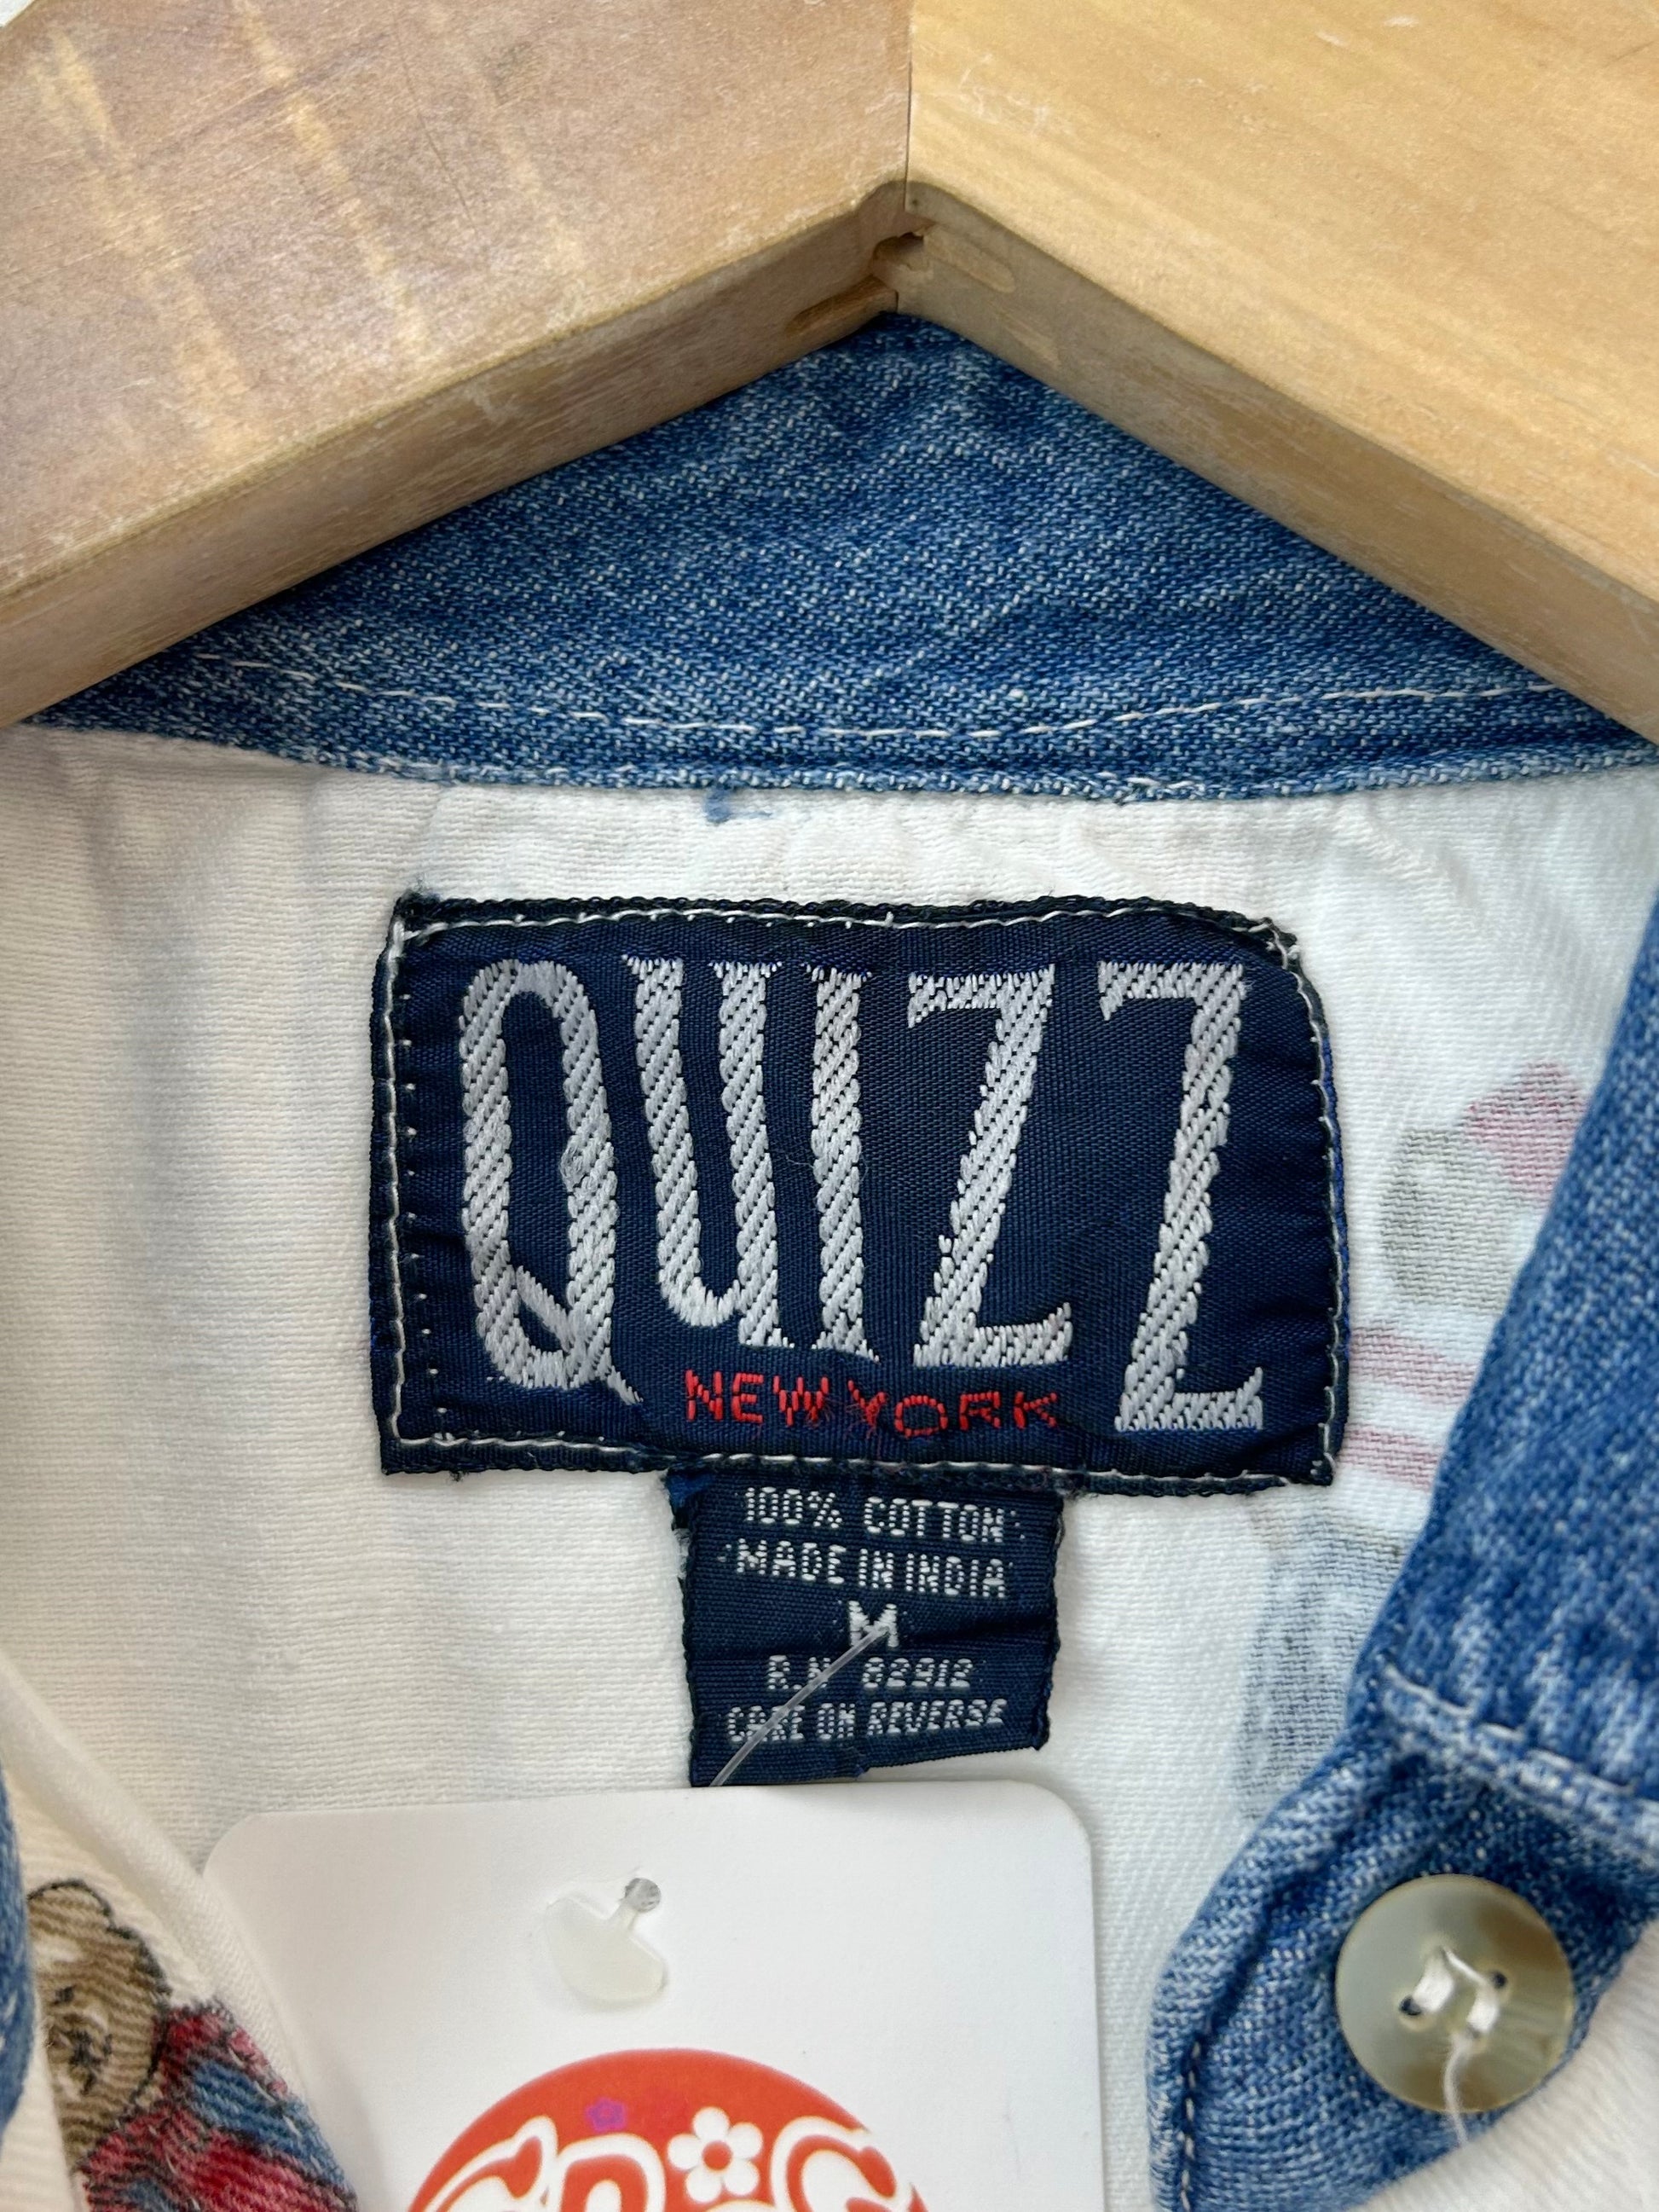 QUIZZ
NEW YORK
100% COTTON
MADE IN INDIA
M
R.N. 82912
CARE ON REVERSE